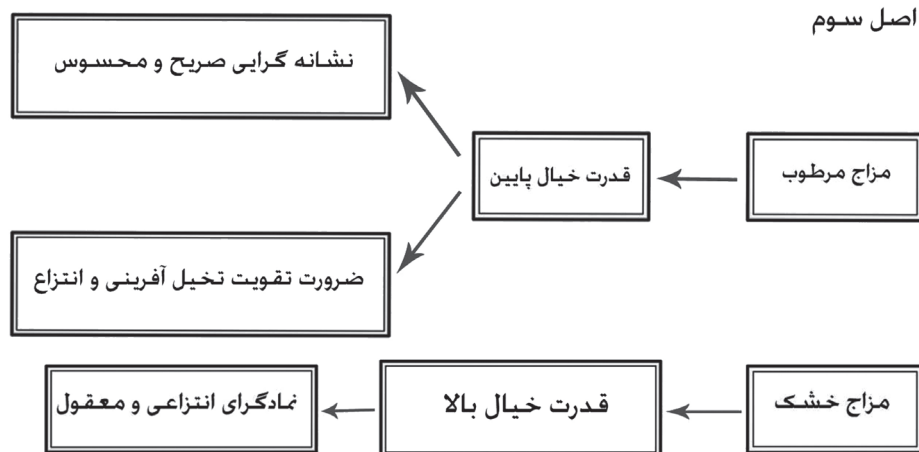 اصل سوم
نشانه گرایی صریح و محسوس
مزاج مرطوب
قدرت خیال پایین
ضرورت تقویت تخیل آفرینی و انتزاع
مزاج خشک
قدرت خیال بالا
نمادگرای انتزاعی و معقول